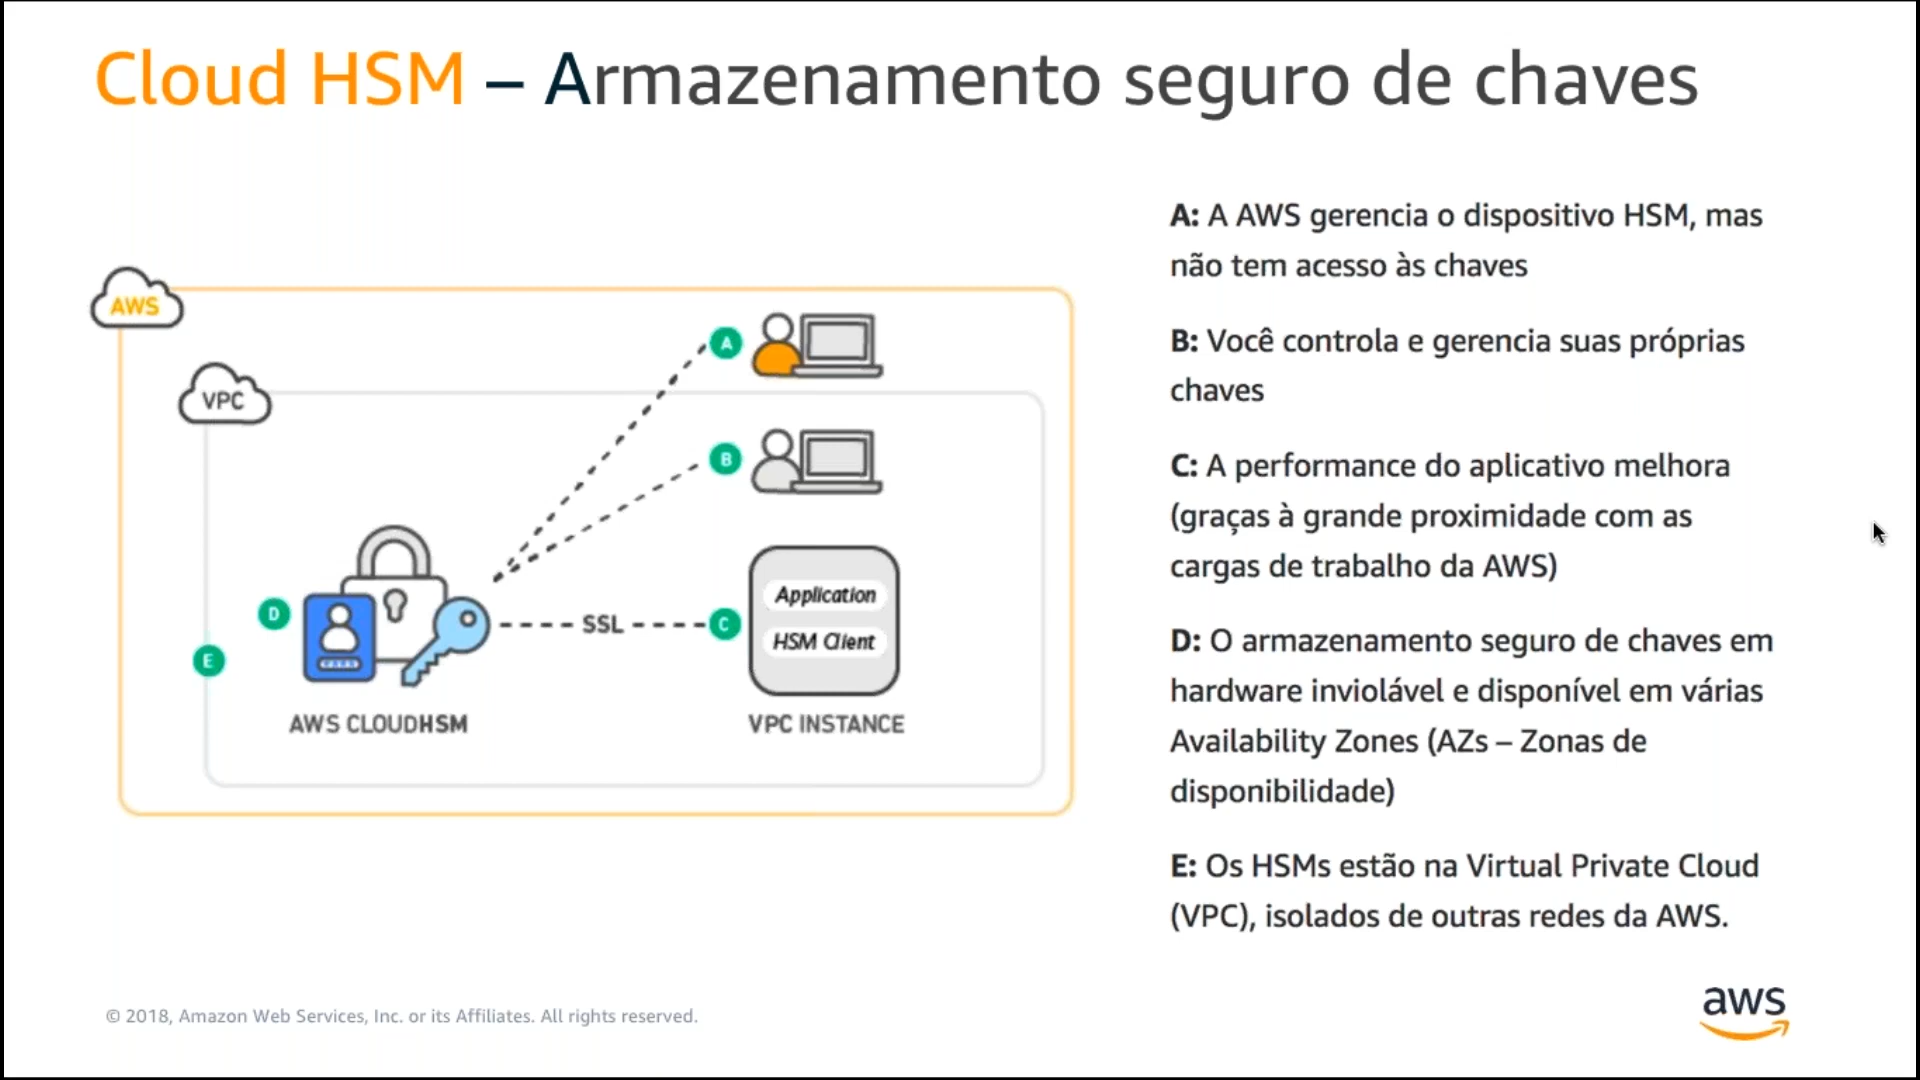 Cloud HSM – Armazenamento seguro de chaves
AWS
VPC
A
B
Application
HSM Client
SSL
C
D
E
AWS CLOUDHSM
VPC INSTANCE
A: A AWS gerencia o dispositivo HSM, mas
não tem acesso às chaves
B: Você controla e gerencia suas próprias
chaves
C: A performance do aplicativo melhora
(graças à grande proximidade com as
cargas de trabalho da AWS)
D: O armazenamento seguro de chaves em
hardware inviolável e disponível em várias
Availability Zones (AZs – Zonas de
disponibilidade)
E: Os HSMs estão na Virtual Private Cloud
(VPC), isolados de outras redes da AWS.
© 2018, Amazon Web Services, Inc. or its Affiliates. All rights reserved.
aws